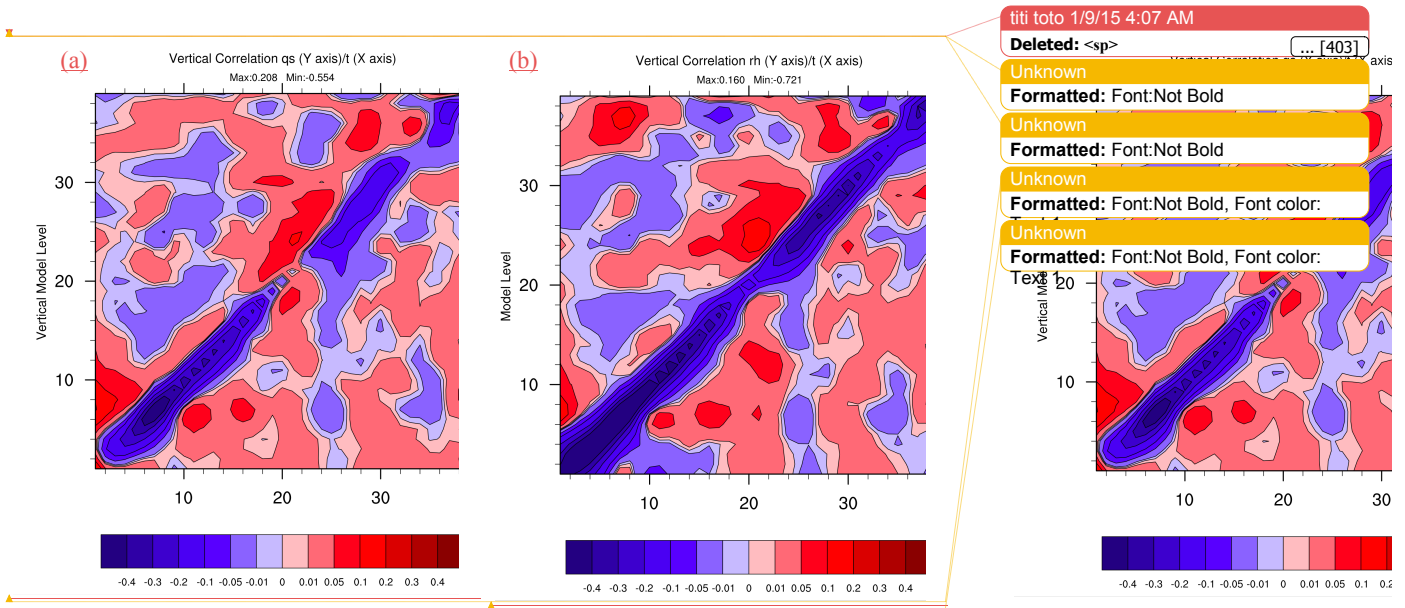 (a)
Vertical Correlation qs (Y axis)/t (X axis)
Max:0.208 Min:-0.554
Vertical Model Level
30
20
10
10 20 30
-0.4 -0.3 -0.2 -0.1 -0.05 -0.01 0 0.01 0.05 0.1 0.2 0.3 0.4
(b)
Vertical Correlation rh (Y axis)/t (X axis)
Max:0.160 Min:-0.721
Model Level
30
20
10
10 20 30
-0.4 -0.3 -0.2 -0.1 -0.05 -0.01 0 0.01 0.05 0.1 0.2 0.3 0.4
titi toto 1/9/15 4:07 AM
Deleted: <sp>
... [403]
Unknown
Formatted: Font:Not Bold
Unknown
Formatted: Font:Not Bold
Unknown
Formatted: Font:Not Bold, Font color:
Unknown
Formatted: Font:Not Bold, Font color:
Text
Vertical
20
10
10 20 30
-0.4 -0.3 -0.2 -0.1 -0.05 -0.01 0 0.01 0.05 0.1 0.2